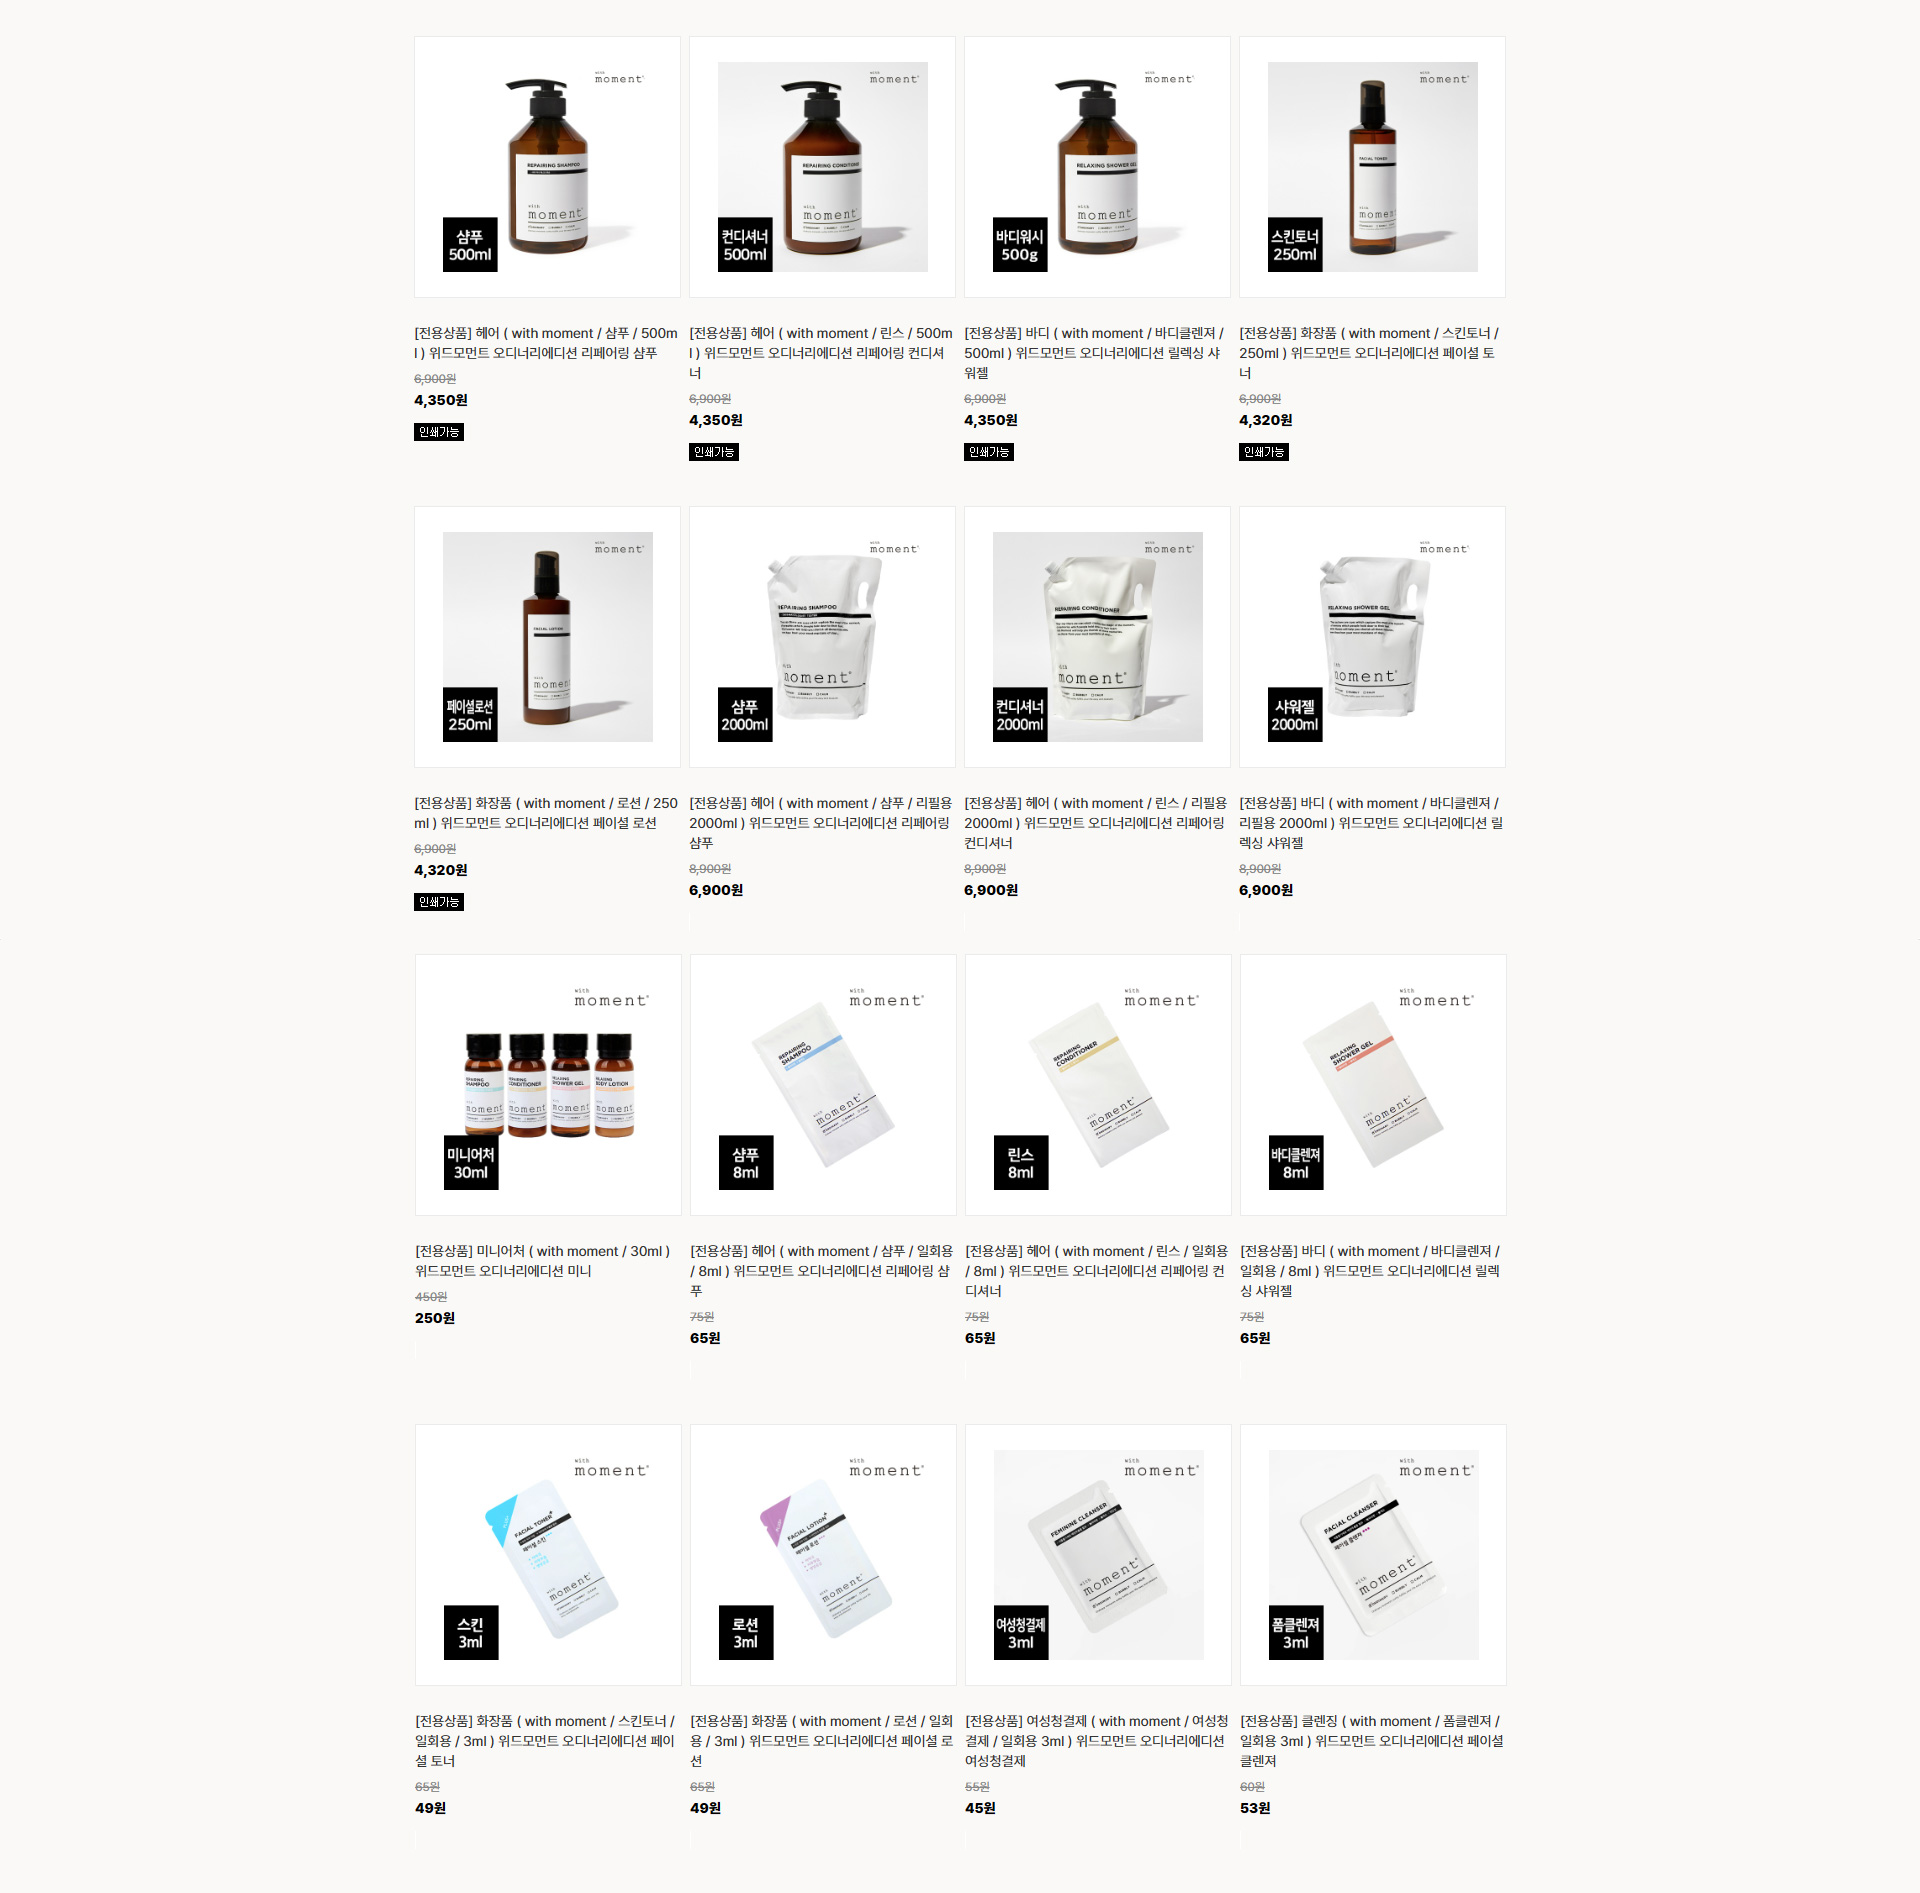 with
moment
REPAIRING SHAMPOO
with
moment
샴푸
500ml
with
moment
REPAIRING CONDITIONER
with
moment
컨디셔너
500ml
with
moment
RELAXING SHOWER GEL
with
moment
바디워시
500g
with
moment
FACIAL TONER
with
moment
스킨토너
250ml
[전용상품] 헤어 ( with moment / 샴푸 / 500m
l ) 위드모먼트 오디너리에디션 리페어링 샴푸
6,900원
4,350원
인쇄가능
[전용상품] 헤어 ( with moment / 린스 / 500m
l ) 위드모먼트 오디너리에디션 리페어링 컨디셔
너
6,900원
4,350원
인쇄가능
[전용상품] 바디 ( with moment / 바디클렌져 /
500ml ) 위드모먼트 오디너리에디션 릴렉싱 샤
워젤
6,900원
4,350원
인쇄가능
[전용상품] 화장품 ( with moment / 스킨토너 /
250ml ) 위드모먼트 오디너리에디션 페이셜 토
너
6,900원
4,320원
인쇄가능
with
moment
FACIAL LOTION
with
moment
페이셜로션
250ml
with
moment
REPAIRING SHAMPOO
with
moment
샴푸
2000ml
with
moment
REPAIRING CONDITIONER
with
moment
컨디셔너
2000ml
with
moment
RELAXING SHOWER GEL
with
moment
샤워젤
2000ml
[전용상품] 화장품 ( with moment / 로션 / 250
ml ) 위드모먼트 오디너리에디션 페이셜 로션
6,900원
4,320원
인쇄가능
[전용상품] 헤어 ( with moment / 샴푸 / 리필용
2000ml ) 위드모먼트 오디너리에디션 리페어링
샴푸
8,900원
6,900원
[전용상품] 헤어 ( with moment / 린스 / 리필용
2000ml ) 위드모먼트 오디너리에디션 리페어링
컨디셔너
8,900원
6,900원
[전용상품] 바디 ( with moment / 바디클렌져 /
리필용 2000ml ) 위드모먼트 오디너리에디션 릴
렉싱 샤워젤
8,900원
6,900원
with
moment
REPAIRING
SHAMPOO
moment
REPAIRING
CONDITIONER
moment
RELAXING
SHOWER GEL
moment
RELAXING
BODY LOTION
moment
미니어처
30ml
with
moment
REPAIRING
SHAMPOO
with
moment
샴푸
8ml
with
moment
REPAIRING
CONDITIONER
with
moment
린스
8ml
with
moment
RELAXING
SHOWER GEL
with
moment
바디클렌져
8ml
[전용상품] 미니어처 ( with moment / 30ml )
위드모먼트 오디너리에디션 미니
450원
250원
[전용상품] 헤어 ( with moment / 샴푸 / 일회용
/ 8ml ) 위드모먼트 오디너리에디션 리페어링 샴
푸
75원
65원
[전용상품] 헤어 ( with moment / 린스 / 일회용
/ 8ml ) 위드모먼트 오디너리에디션 리페어링 컨
디셔너
75원
65원
[전용상품] 바디 ( with moment / 바디클렌져 /
일회용 / 8ml ) 위드모먼트 오디너리에디션 릴렉
싱 샤워젤
75원
65원
with
moment
FACIAL TONER
페이셜 스킨
with
moment
스킨
3ml
with
moment
FACIAL LOTION
페이셜 로션
with
moment
로션
3ml
with
moment
FEMININE CLEANSER
with
moment
여성청결제
3ml
with
moment
FACIAL CLEANSER
페이셜 클렌져
with
moment
폼클렌져
3ml
[전용상품] 화장품 ( with moment / 스킨토너 /
일회용 / 3ml ) 위드모먼트 오디너리에디션 페이
셜 토너
65원
49원
[전용상품] 화장품 ( with moment / 로션 / 일회
용 / 3ml ) 위드모먼트 오디너리에디션 페이셜 로
션
65원
49원
[전용상품] 여성청결제 ( with moment / 여성청
결제 / 일회용 3ml ) 위드모먼트 오디너리에디션
여성청결제
55원
45원
[전용상품] 클렌징 ( with moment / 폼클렌져 /
일회용 3ml ) 위드모먼트 오디너리에디션 페이셜
클렌져
60원
53원